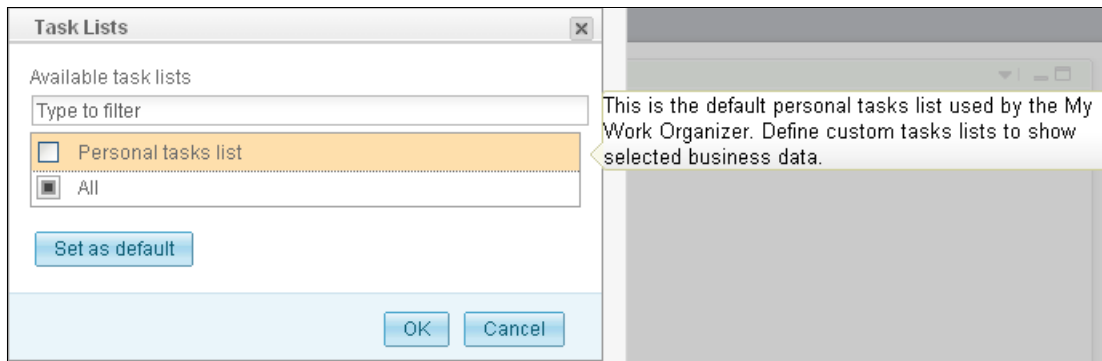 Task Lists
Available task lists
Type to filter
Personal tasks list
All
Set as default
OK
Cancel
This is the default personal tasks list used by the My
Work Organizer. Define custom tasks lists to show
selected business data.